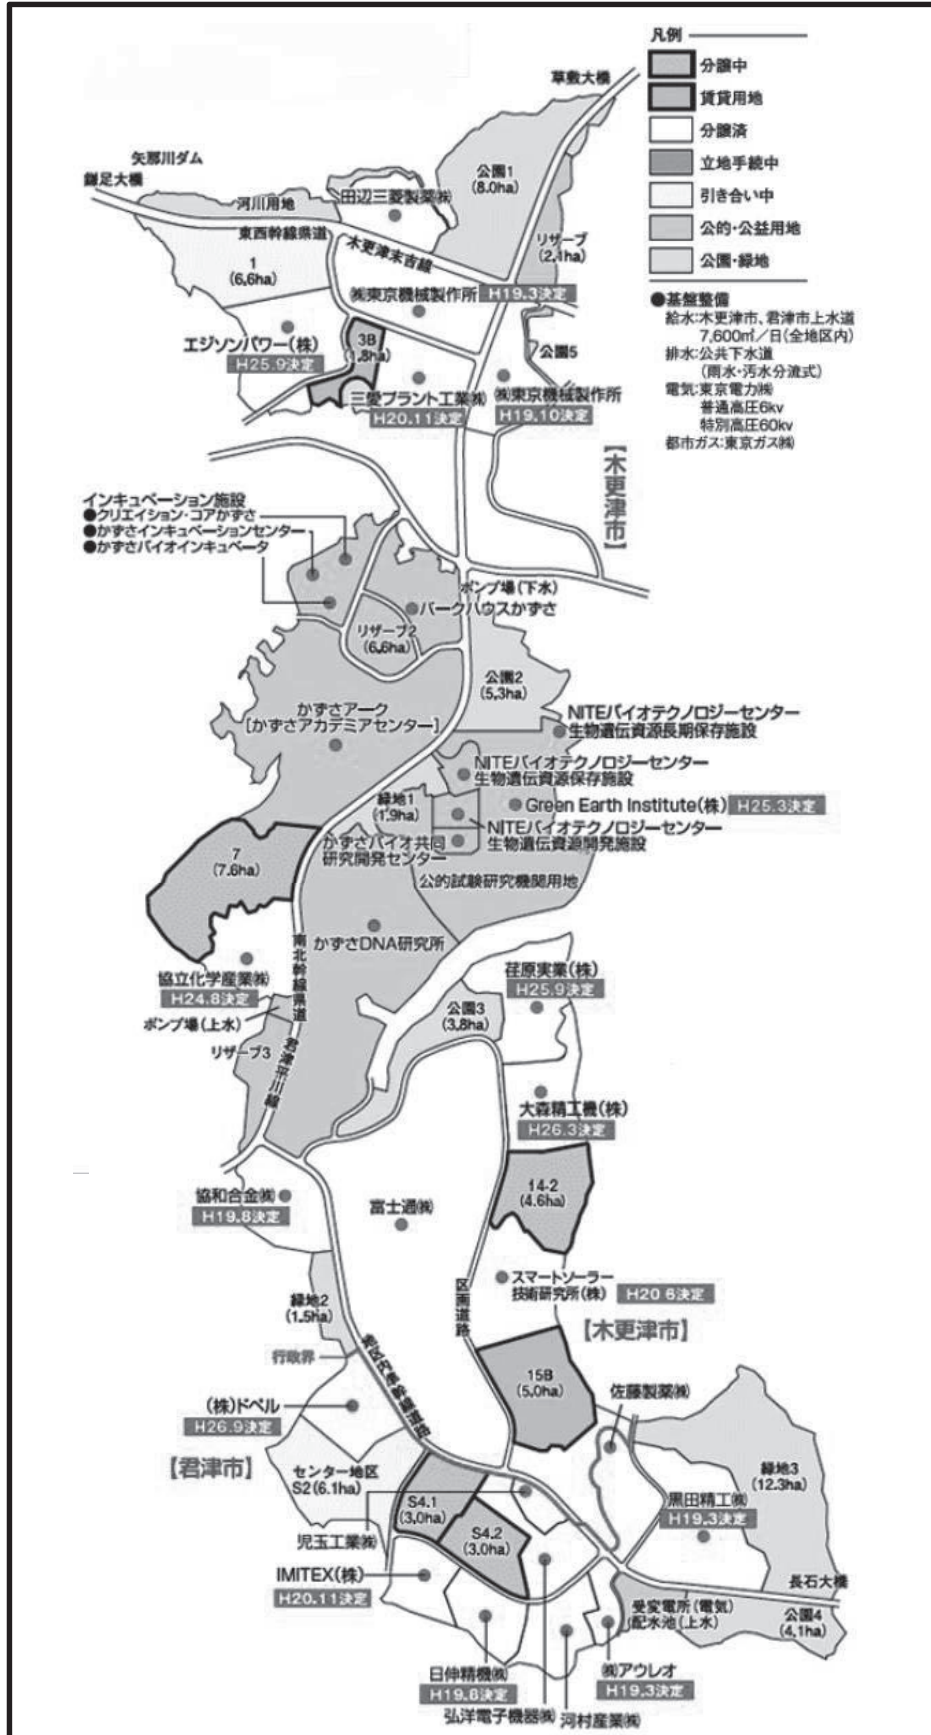 凡例
分譲中
賃貸用地
分譲済
立地手続中
引き合い中
公的・公益用地
公園・緑地
●基盤整備
給水:木更津市、君津市上水道
7,600㎥/日(全地区内)
排水:公共下水道
(雨水・汚水分流式)
電気:東京電力㈱
普通高圧6kv
特別高圧60kv
都市ガス:東京ガス㈱
草敷大橋
矢那川ダム
鎌足大橋
公園1
(8.0ha)
河川用地
田辺三菱製薬㈱
東西幹線県道
木更津末吉線
リザーブ
(2.1ha)
1
(6.6ha)
㈱東京機械製作所
H19.3決定
エジソンパワー(株)
H25.9決定
3B
(1.8ha)
公園5
三愛プラント工業㈱
H20.11決定
㈱東京機械製作所
H19.10決定
【木更津市】
インキュベーション施設
●クリエイション・コアかずさ
●かずさインキュベーションセンター
●かずさバイオインキュベータ
ポンプ場(下水)
パークハウスかずさ
リザーブ2
(6.6ha)
公園2
(5.3ha)
かずさアーク
[かずさアカデミアセンター]
NITEバイオテクノロジーセンター
生物遺伝資源長期保存施設
NITEバイオテクノロジーセンター
生物遺伝資源保存施設
緑地1
(1.9ha)
Green Earth Institute(株)
H25.3決定
NITEバイオテクノロジーセンター
生物遺伝資源開発施設
かずさバイオ共同
研究開発センター
7
(7.6ha)
公的試験研究機関用地
かずさDNA研究所
南北幹線県道
君津平川線
協立化学産業㈱
H24.8決定
ポンプ場(上水)
リザーブ3
荏原実業(株)
H25.9決定
公園3
(3.8ha)
大森精工機(株)
H26.3決定
14-2
(4.6ha)
協和合金㈱
H19.8決定
富士通㈱
区画道路
スマートソーラー
技術研究所(株)
H20 6決定
緑地2
(1.5ha)
行政界
地区内準幹線道路
【木更津市】
15B
(5.0ha)
佐藤製薬㈱
(株)ドベル
H26.9決定
【君津市】
センター地区
S2(6.1ha)
緑地3
(12.3ha)
黒田精工㈱
H19.3決定
S4.1
(3.0ha)
S4.2
(3.0ha)
児玉工業㈱
IMITEX(株)
H20.11決定
長石大橋
受変電所(電気)
配水池(上水)
公園4
(4.1ha)
日伸精機㈱
H19.8決定
㈱アウレオ
H19.3決定
弘洋電子機器㈱
河村産業㈱